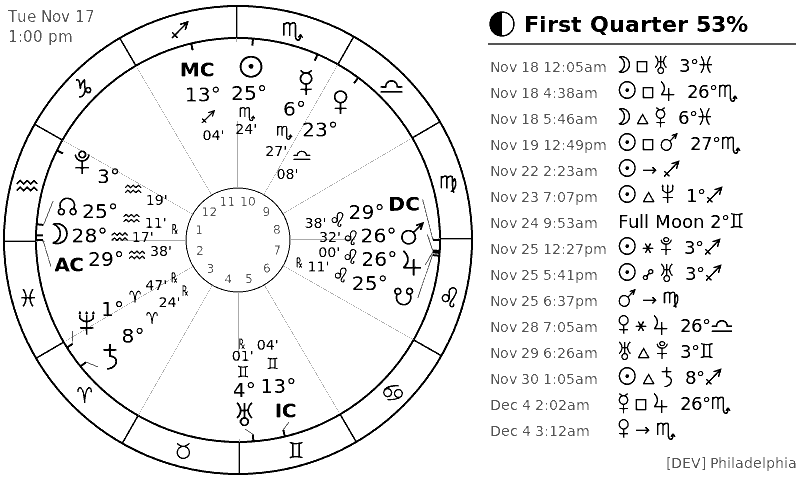 Tue Nov 17
1:00 pm
First Quarter 53%
♐ ♏ ♎ ♍ ♌ ♋ ♊ ♉ ♈ ♓ ♒ ♑
MC
13°
♐
04'
☉
25°
♏
24'
☿
6°
♏
27'
♀
23°
♎
08'
♇ 3° ♒ 19'
☊ 25° ♒ 11' ℞
☽ 28° ♒ 17'
AC 29° ♒ 38'
♆ 1° ♈ 47' ℞
♄ 8° ♈ 24' ℞
12 11 10 9
1 8
2 7
3 4 5 6
38' ♌ 29° DC
32' ♌ 26° ♂
00' ♌ 26° ♃
℞ 11' ♌ 25° ☋
℞
01'
♊
4°
♅
04'
♊
13°
IC
Nov 18 12:05am ☽ □ ♅ 3°♓
Nov 18 4:38am ☉ □ ♃ 26°♏
Nov 18 5:46am ☽ △ ☿ 6°♓
Nov 19 12:49pm ☉ □ ♂ 27°♏
Nov 22 2:23am ☉ → ♐
Nov 23 7:07pm ☉ △ ♆ 1°♐
Nov 24 9:53am Full Moon 2°♊
Nov 25 12:27pm ☉ ⚹ ♇ 3°♐
Nov 25 5:41pm ☉ ☍ ♅ 3°♐
Nov 25 6:37pm ♂ → ♍
Nov 28 7:05am ♀ ⚹ ♃ 26°♎
Nov 29 6:26am ♅ △ ♇ 3°♊
Nov 30 1:05am ☉ △ ♄ 8°♐
Dec 4 2:02am ☿ □ ♃ 26°♏
Dec 4 3:12am ♀ → ♏
[DEV] Philadelphia